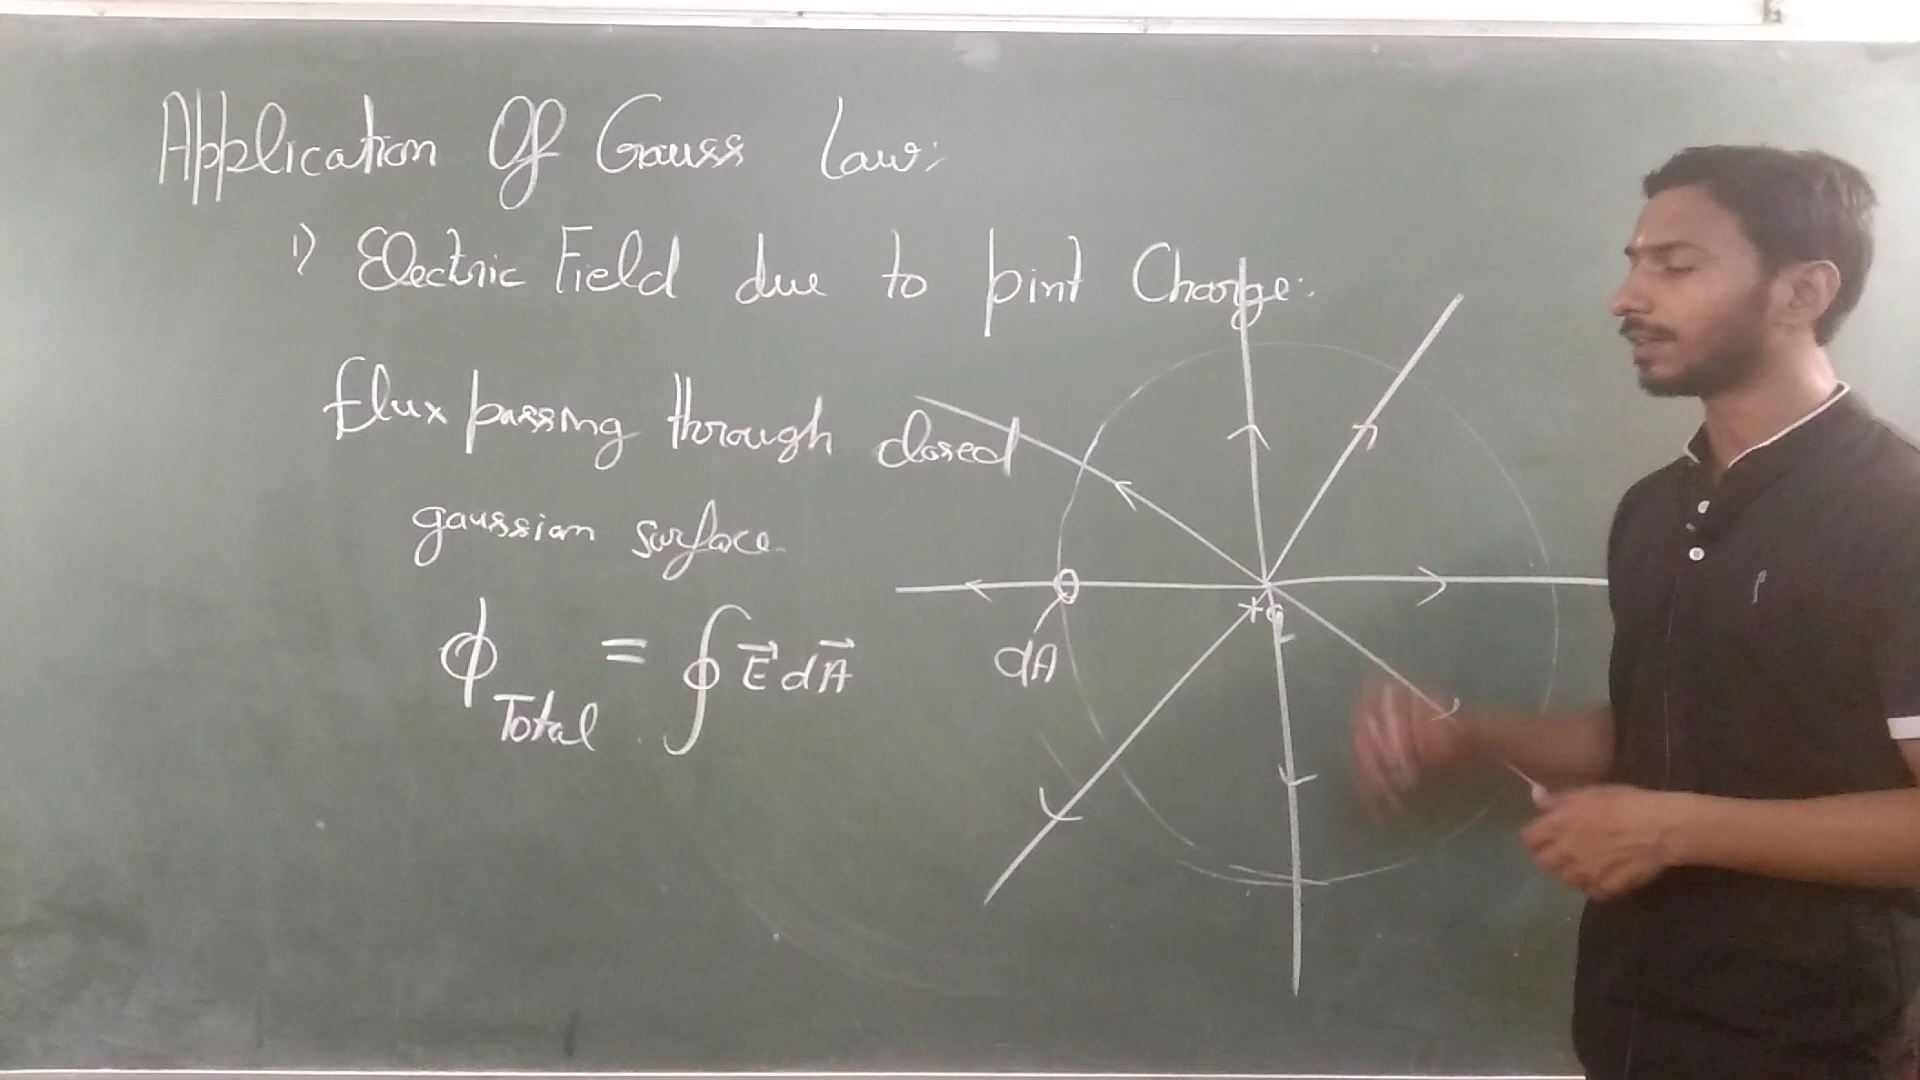 Application Of Gauss Law:
1) Electric Field due to point Charge:
flux passing through closed
gaussian surface.
ϕ_Total = ∮ E⃗ dA⃗
+q
dA